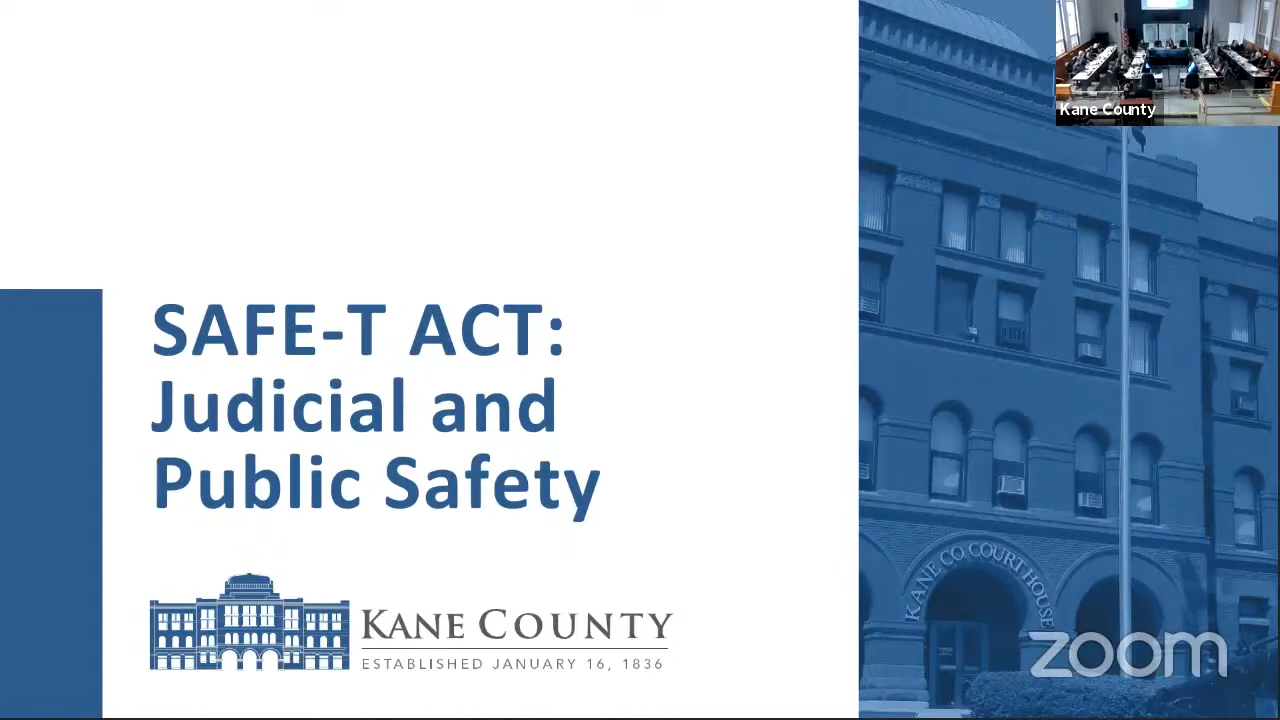 Kane County
SAFE-T ACT:
Judicial and
Public Safety
KANE CO. COURT HOUSE
KANE COUNTY
ESTABLISHED JANUARY 16, 1836
zoom